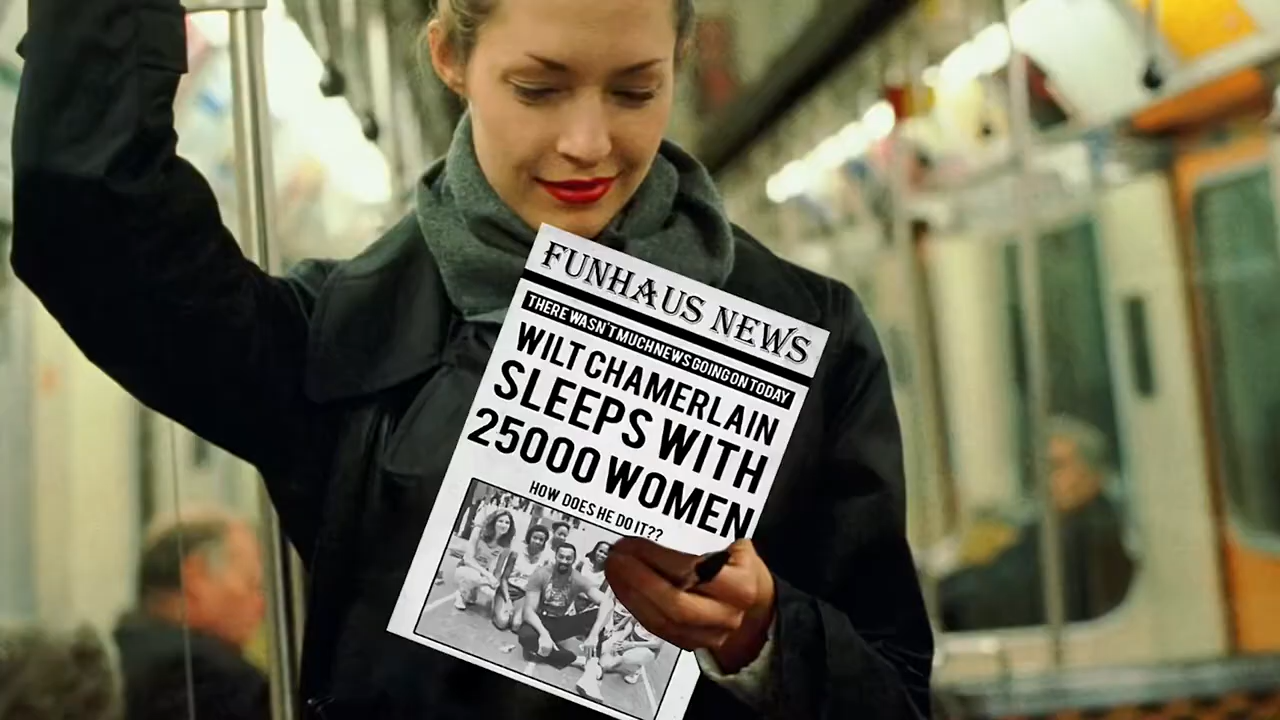 FUNHAUS NEWS
THERE WASN'T MUCH NEWS GOING ON TODAY
WILT CHAMERLAIN
SLEEPS WITH
25000 WOMEN
HOW DOES HE DO IT??